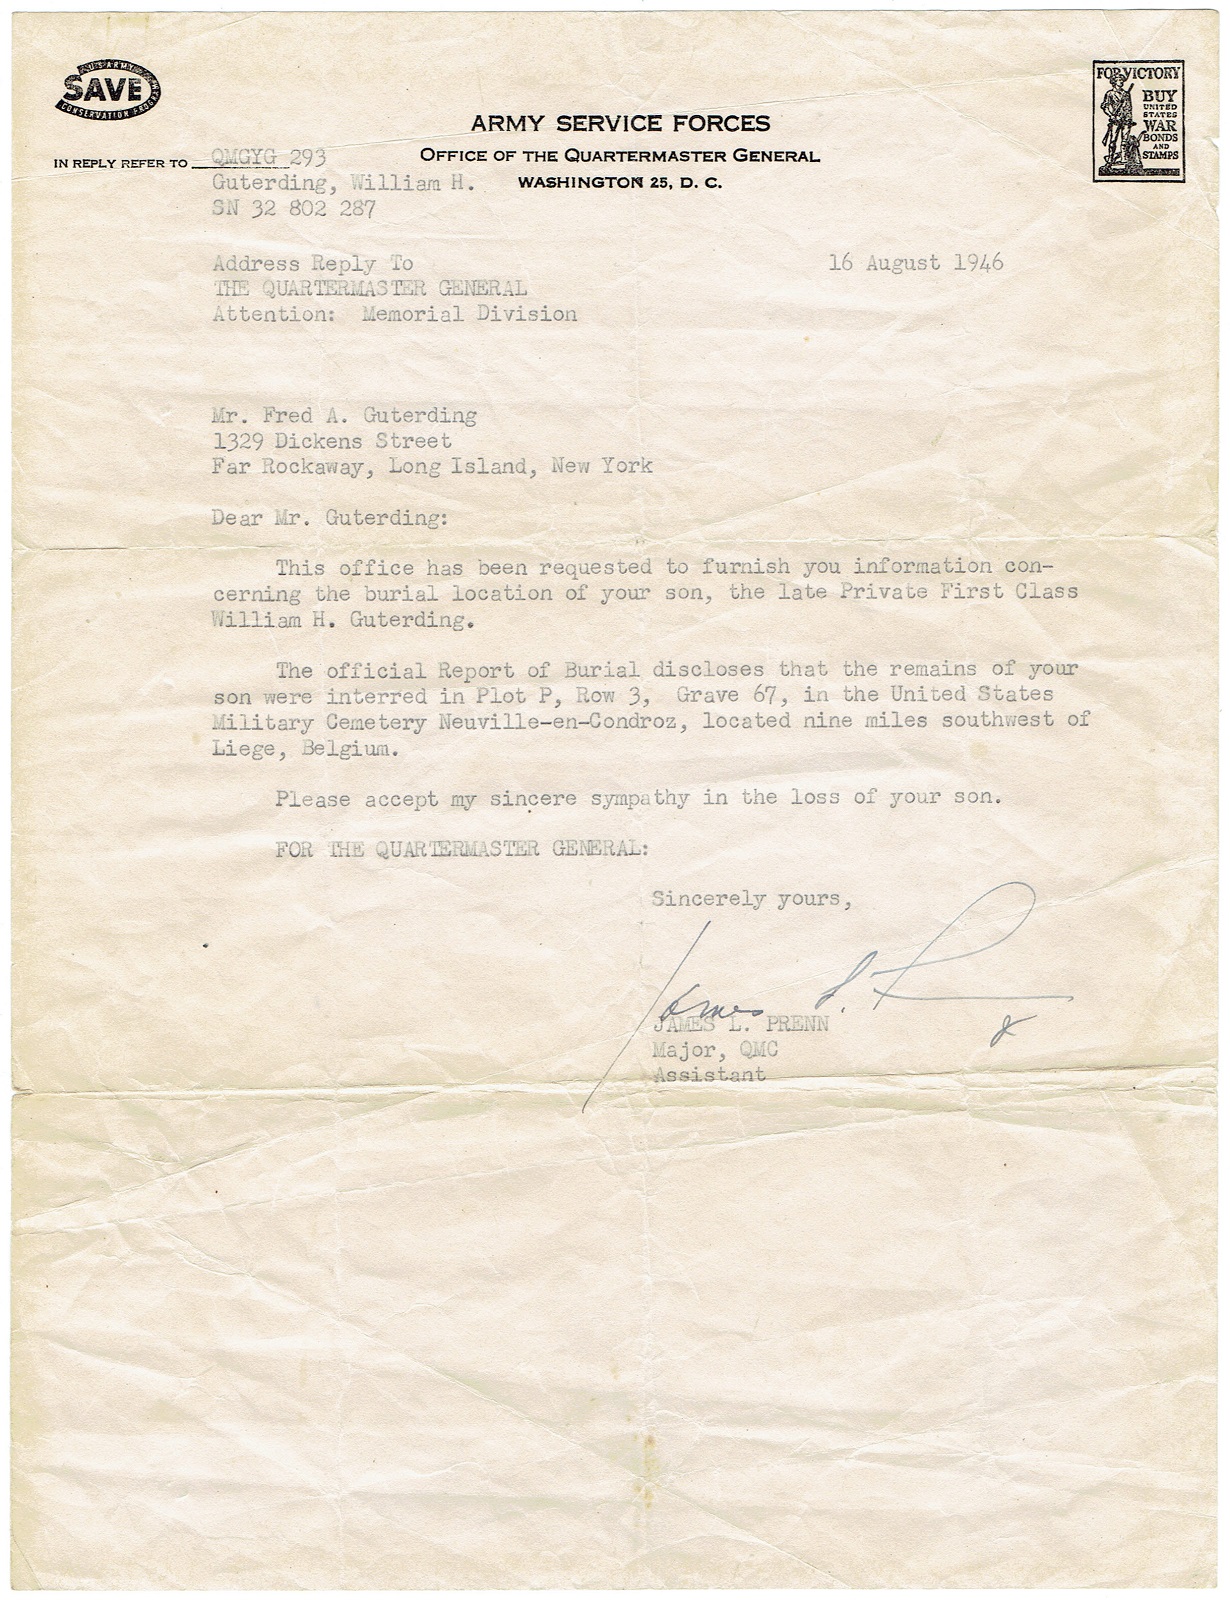 U.S. ARMY
SAVE
CONSERVATION PROGRAM
FOR VICTORY
BUY
UNITED
STATES
WAR
BONDS
AND
STAMPS
ARMY SERVICE FORCES
OFFICE OF THE QUARTERMASTER GENERAL
WASHINGTON 25, D. C.
IN REPLY REFER TO QMGYG 293
Guterding, William H.
SN 32 802 287
Address Reply To
THE QUARTERMASTER GENERAL
Attention: Memorial Division
16 August 1946
Mr. Fred A. Guterding
1329 Dickens Street
Far Rockaway, Long Island, New York
Dear Mr. Guterding:
This office has been requested to furnish you information con-
cerning the burial location of your son, the late Private First Class
William H. Guterding.
The official Report of Burial discloses that the remains of your
son were interred in Plot P, Row 3, Grave 67, in the United States
Military Cemetery Neuville-en-Condroz, located nine miles southwest of
Liege, Belgium.
Please accept my sincere sympathy in the loss of your son.
FOR THE QUARTERMASTER GENERAL:
Sincerely yours,
James L.
JAMES L. PRENN
Major, QMC
Assistant